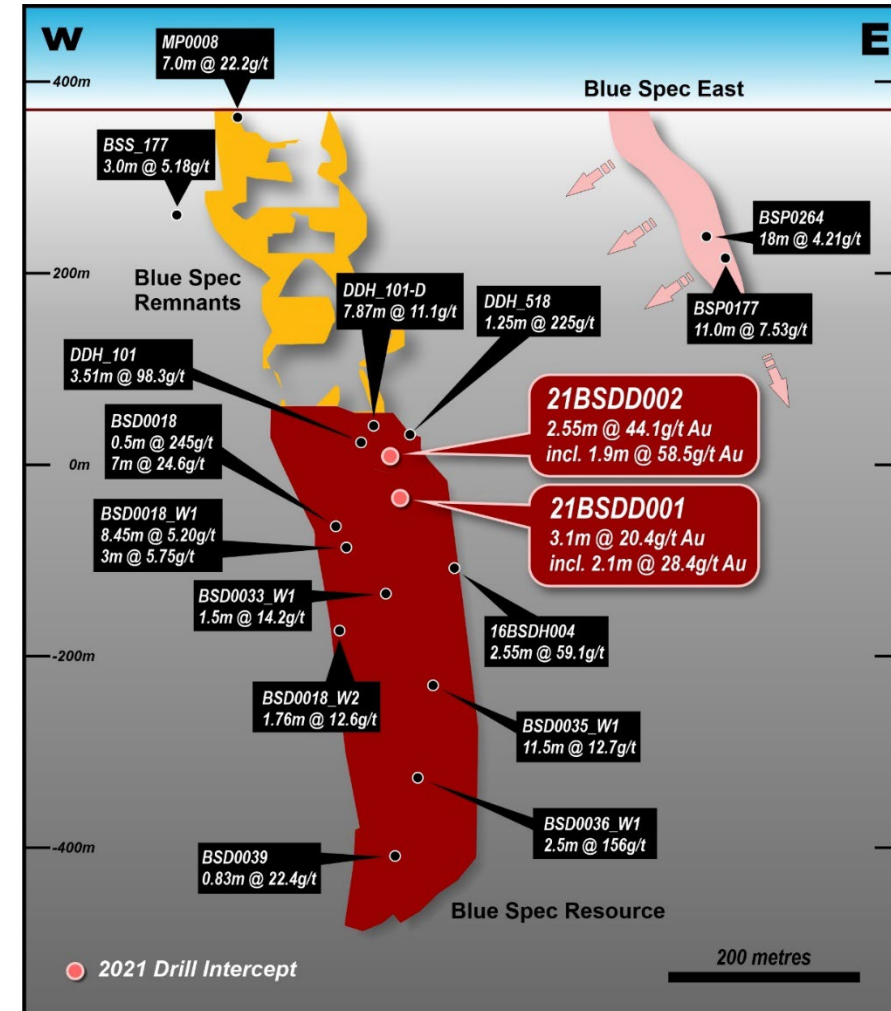 W
E
MP0008
7.0m @ 22.2g/t
400m
Blue Spec East
BSS_177
3.0m @ 5.18g/t
BSP0264
18m @ 4.21g/t
200m
Blue Spec
Remnants
DDH_101-D
7.87m @ 11.1g/t
DDH_518
1.25m @ 225g/t
BSP0177
11.0m @ 7.53g/t
DDH_101
3.51m @ 98.3g/t
21BSDD002
2.55m @ 44.1g/t Au
incl. 1.9m @ 58.5g/t Au
BSD0018
0.5m @ 245g/t
7m @ 24.6g/t
0m
21BSDD001
3.1m @ 20.4g/t Au
incl. 2.1m @ 28.4g/t Au
BSD0018_W1
8.45m @ 5.20g/t
3m @ 5.75g/t
BSD0033_W1
1.5m @ 14.2g/t
16BSDH004
2.55m @ 59.1g/t
-200m
BSD0018_W2
1.76m @ 12.6g/t
BSD0035_W1
11.5m @ 12.7g/t
BSD0036_W1
2.5m @ 156g/t
-400m
BSD0039
0.83m @ 22.4g/t
Blue Spec Resource
2021 Drill Intercept
200 metres